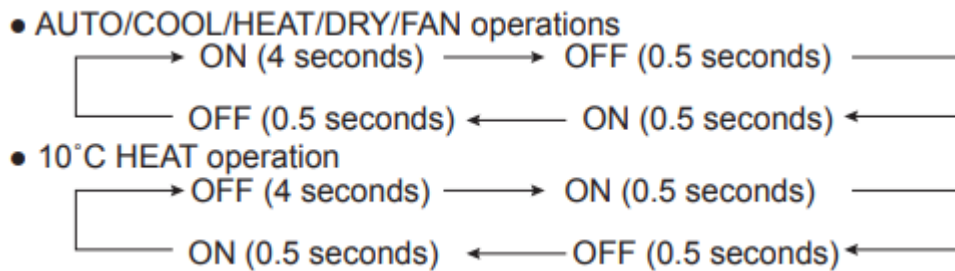 ● AUTO/COOL/HEAT/DRY/FAN operations
ON (4 seconds) OFF (0.5 seconds)
OFF (0.5 seconds) ON (0.5 seconds)
● 10˚C HEAT operation
OFF (4 seconds) ON (0.5 seconds)
ON (0.5 seconds) OFF (0.5 seconds)